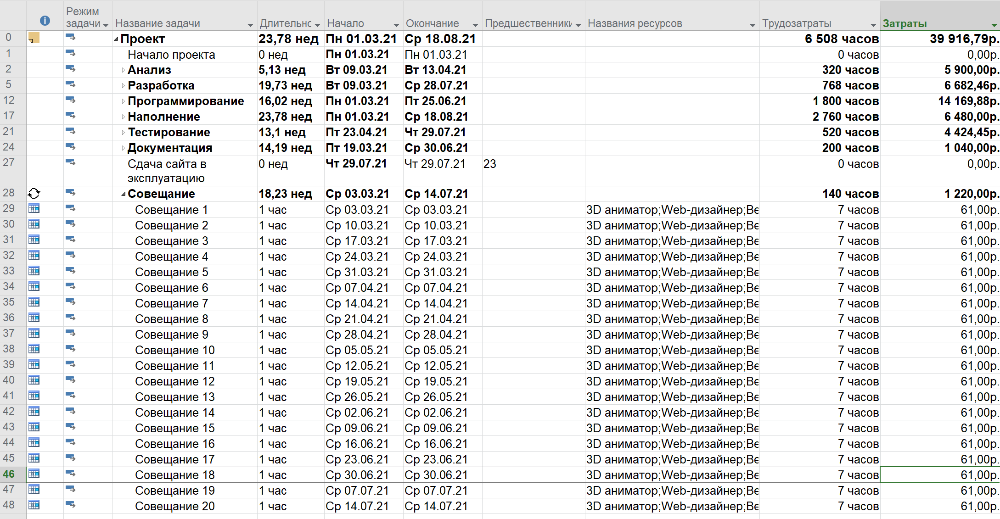 Режим задачи Название задачи Длительнс Начало Окончание Предшественники Названия ресурсов Трудозатраты Затраты
0 Проект 23,78 нед Пн 01.03.21 Ср 18.08.21 6 508 часов 39 916,79р.
1 Начало проекта 0 нед Пн 01.03.21 Пн 01.03.21 0 часов 0,00р.
2 Анализ 5,13 нед Вт 09.03.21 Вт 13.04.21 320 часов 5 900,00р.
5 Разработка 19,73 нед Вт 09.03.21 Ср 28.07.21 768 часов 6 682,46р.
12 Программирование 16,02 нед Пн 01.03.21 Пт 25.06.21 1 800 часов 14 169,88р.
17 Наполнение 23,78 нед Пн 01.03.21 Ср 18.08.21 2 760 часов 6 480,00р.
21 Тестирование 13,1 нед Пт 23.04.21 Чт 29.07.21 520 часов 4 424,45р.
24 Документация 14,19 нед Пт 19.03.21 Ср 30.06.21 200 часов 1 040,00р.
27 Сдача сайта в эксплуатацию 0 нед Чт 29.07.21 Чт 29.07.21 23 0 часов 0,00р.
28 Совещание 18,23 нед Ср 03.03.21 Ср 14.07.21 140 часов 1 220,00р.
29 Совещание 1 1 час Ср 03.03.21 Ср 03.03.21 3D аниматор;Web-дизайнер;Ве 7 часов 61,00р.
30 Совещание 2 1 час Ср 10.03.21 Ср 10.03.21 3D аниматор;Web-дизайнер;Ве 7 часов 61,00р.
31 Совещание 3 1 час Ср 17.03.21 Ср 17.03.21 3D аниматор;Web-дизайнер;Ве 7 часов 61,00р.
32 Совещание 4 1 час Ср 24.03.21 Ср 24.03.21 3D аниматор;Web-дизайнер;Ве 7 часов 61,00р.
33 Совещание 5 1 час Ср 31.03.21 Ср 31.03.21 3D аниматор;Web-дизайнер;Ве 7 часов 61,00р.
34 Совещание 6 1 час Ср 07.04.21 Ср 07.04.21 3D аниматор;Web-дизайнер;Ве 7 часов 61,00р.
35 Совещание 7 1 час Ср 14.04.21 Ср 14.04.21 3D аниматор;Web-дизайнер;Ве 7 часов 61,00р.
36 Совещание 8 1 час Ср 21.04.21 Ср 21.04.21 3D аниматор;Web-дизайнер;Ве 7 часов 61,00р.
37 Совещание 9 1 час Ср 28.04.21 Ср 28.04.21 3D аниматор;Web-дизайнер;Ве 7 часов 61,00р.
38 Совещание 10 1 час Ср 05.05.21 Ср 05.05.21 3D аниматор;Web-дизайнер;Ве 7 часов 61,00р.
39 Совещание 11 1 час Ср 12.05.21 Ср 12.05.21 3D аниматор;Web-дизайнер;Ве 7 часов 61,00р.
40 Совещание 12 1 час Ср 19.05.21 Ср 19.05.21 3D аниматор;Web-дизайнер;Ве 7 часов 61,00р.
41 Совещание 13 1 час Ср 26.05.21 Ср 26.05.21 3D аниматор;Web-дизайнер;Ве 7 часов 61,00р.
42 Совещание 14 1 час Ср 02.06.21 Ср 02.06.21 3D аниматор;Web-дизайнер;Ве 7 часов 61,00р.
43 Совещание 15 1 час Ср 09.06.21 Ср 09.06.21 3D аниматор;Web-дизайнер;Ве 7 часов 61,00р.
44 Совещание 16 1 час Ср 16.06.21 Ср 16.06.21 3D аниматор;Web-дизайнер;Ве 7 часов 61,00р.
45 Совещание 17 1 час Ср 23.06.21 Ср 23.06.21 3D аниматор;Web-дизайнер;Ве 7 часов 61,00р.
46 Совещание 18 1 час Ср 30.06.21 Ср 30.06.21 3D аниматор;Web-дизайнер;Ве 7 часов 61,00р.
47 Совещание 19 1 час Ср 07.07.21 Ср 07.07.21 3D аниматор;Web-дизайнер;Ве 7 часов 61,00р.
48 Совещание 20 1 час Ср 14.07.21 Ср 14.07.21 3D аниматор;Web-дизайнер;Ве 7 часов 61,00р.